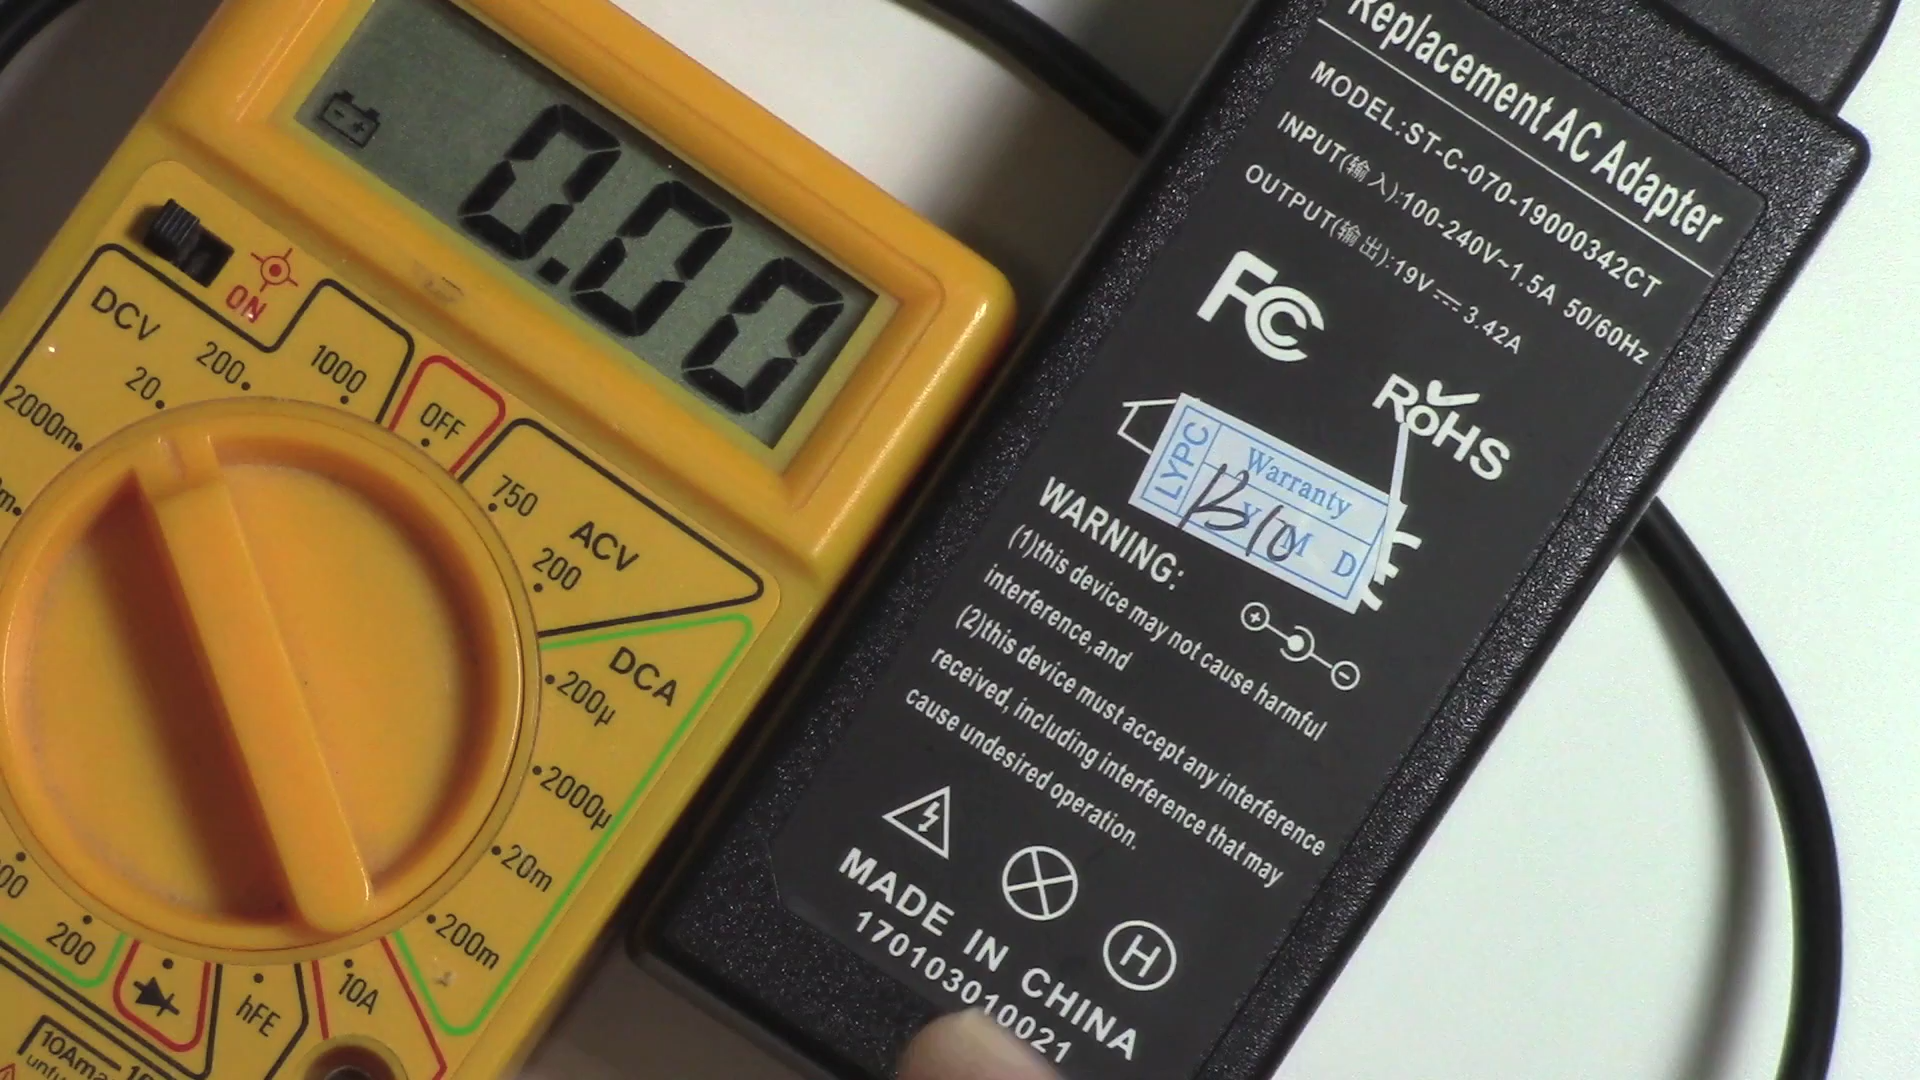 0.00
ON
DCV
1000
200
20
2000m
OFF
750
ACV
200
DCA
200µ
2000µ
20m
200m
10A
hFE
200
Replacement AC Adapter
MODEL:ST-C-070-19000342CT
INPUT(输入):100-240V~1.5A 50/60Hz
OUTPUT(输出):19V⎓3.42A
FC
RoHS
LYPC
Warranty
Y M D
B10
WARNING:
(1)this device may not cause harmful
interference,and
(2)this device must accept any interference
received, including interference that may
cause undesired operation.
H
MADE IN CHINA
170103010021